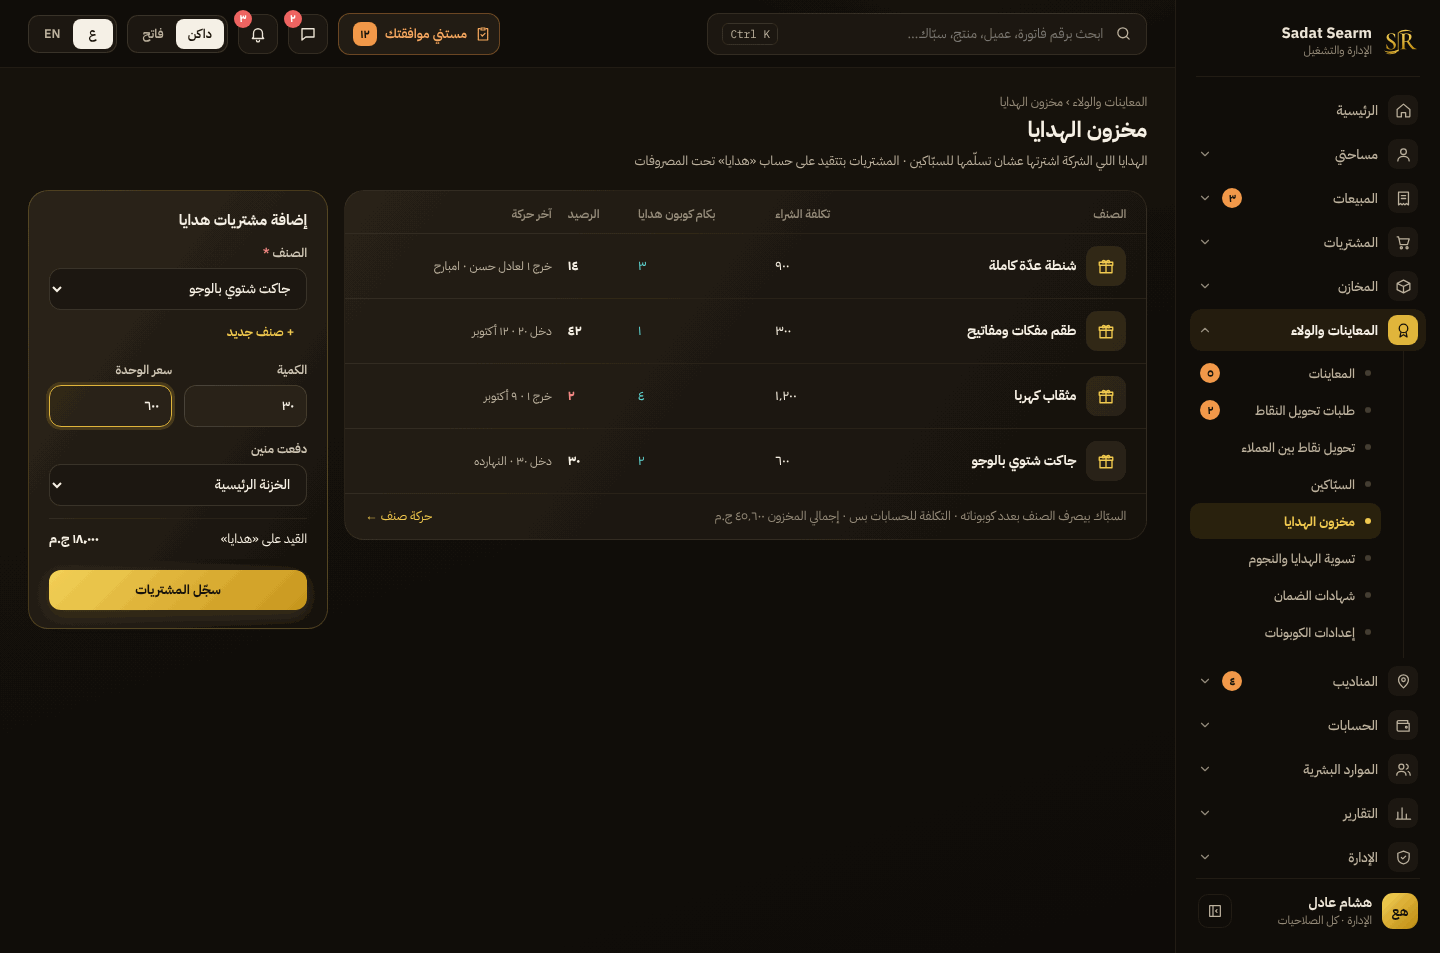 Sadat Searm
الإدارة والتشغيل
الرئيسية
مساحتي
المبيعات ٣
المشتريات
المخازن
المعاينات والولاء
المعاينات ٥
طلبات تحويل النقاط ٢
تحويل نقاط بين العملاء
السبّاكين
مخزون الهدايا
تسوية الهدايا والنجوم
شهادات الضمان
إعدادات الكوبونات
المناديب ٤
الحسابات
الموارد البشرية
التقارير
الإدارة
هع
هشام عادل
الإدارة · كل الصلاحيات
ابحث برقم فاتورة، عميل، منتج، سبّاك... Ctrl K
مستني موافقتك ١٢
٢
٣
داكن فاتح
ع EN
المعاينات والولاء › مخزون الهدايا
مخزون الهدايا
الهدايا اللي الشركة اشترتها عشان تسلّمها للسبّاكين · المشتريات بتتقيد على حساب «هدايا» تحت المصروفات
الصنف تكلفة الشراء بكام كوبون هدايا الرصيد آخر حركة
شنطة عدّة كاملة ٩٠٠ ٣ ١٤ خرج ١ لعادل حسن · امبارح
طقم مفكات ومفاتيح ٣٠٠ ١ ٤٢ دخل ٢٠ · ١٢ أكتوبر
مثقاب كهربا ١,٢٠٠ ٤ ٢ خرج ١ · ٩ أكتوبر
جاكت شتوي بالوجو ٦٠٠ ٢ ٣٠ دخل ٣٠ · النهارده
السبّاك بيصرف الصنف بعدد كوبوناته · التكلفة للحسابات بس · إجمالي المخزون ٤٥,٦٠٠ ج.م
حركة صنف ←
إضافة مشتريات هدايا
الصنف *
جاكت شتوي بالوجو
+ صنف جديد
الكمية سعر الوحدة
٣٠ ٦٠٠
دفعت منين
الخزنة الرئيسية
القيد على «هدايا» ١٨,٠٠٠ ج.م
سجّل المشتريات